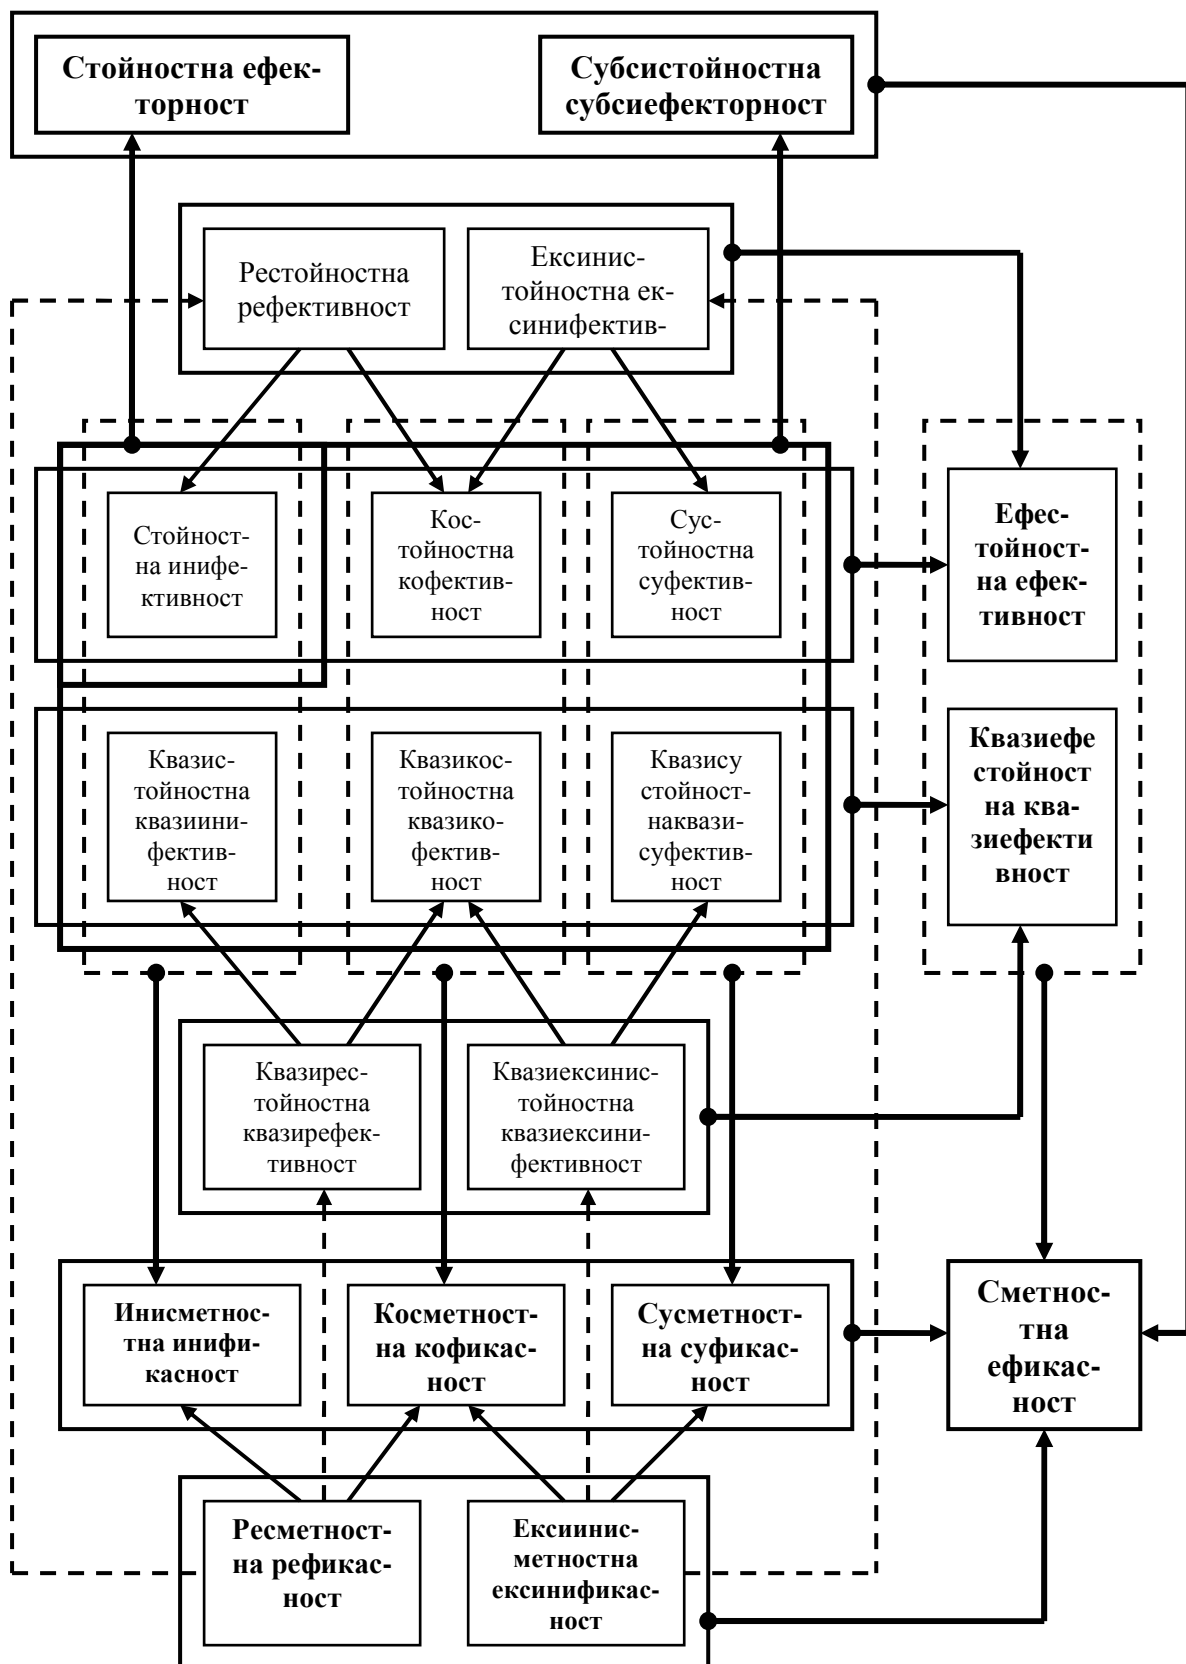 Стойностна ефек-
торност
Субсистойностна
субсиефекторност
Рестойностна
рефективност
Ексинис-
тойностна ек-
синифектив-
Стойност-
на инифе-
ктивност
Кос-
тойностна
кофектив-
ност
Сус-
тойностна
суфектив-
ност
Ефес-
тойност-
на ефек-
тивност
Квазис-
тойностна
квазиини-
фектив-
ност
Квазикос-
тойностна
квазико-
фектив-
ност
Квазису
стойност-
наквази-
суфектив-
ност
Квазиефе
стойност
на ква-
зиефекти
вност
Квазирес-
тойностна
квазирефек-
тивност
Квазиексинис-
тойностна
квазиексини-
фективност
Инисметнос-
тна инифи-
касност
Косметност-
на кофикас-
ност
Сусметност-
на суфикас-
ност
Сметнос-
тна
ефикас-
ност
Ресметност-
на рефикас-
ност
Ексиинис-
метностна
ексинификас-
ност